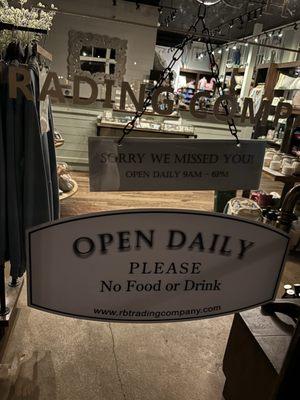 RADING COMP
SORRY WE MISSED YOU!
OPEN DAILY 9AM - 6PM
OPEN DAILY
PLEASE
No Food or Drink
www.rbtradingcompany.com